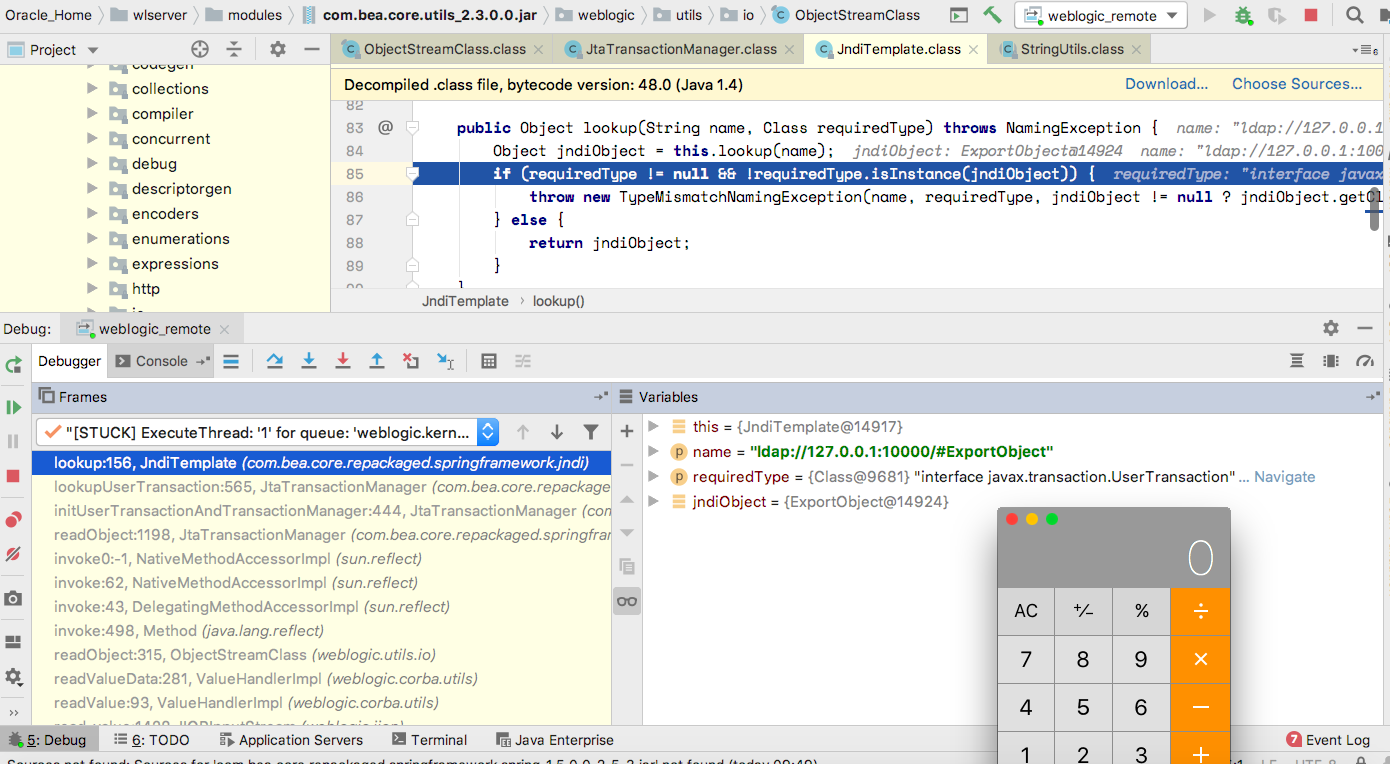 Oracle_Home wlserver modules com.bea.core.utils_2.3.0.0.jar weblogic utils io ObjectStreamClass weblogic_remote
Project
ObjectStreamClass.class JtaTransactionManager.class JndiTemplate.class StringUtils.class
codegen
collections
compiler
concurrent
debug
descriptorgen
encoders
enumerations
expressions
http
Decompiled .class file, bytecode version: 48.0 (Java 1.4) Download... Choose Sources...
82
83 @ public Object lookup(String name, Class requiredType) throws NamingException { name: "ldap://127.0.0.1
84 Object jndiObject = this.lookup(name); jndiObject: ExportObject@14924 name: "ldap://127.0.0.1:100
85 if (requiredType != null && !requiredType.isInstance(jndiObject)) { requiredType: "interface javax
86 throw new TypeMismatchNamingException(name, requiredType, jndiObject != null ? jndiObject.getCl
87 } else {
88 return jndiObject;
89 }
90 }
JndiTemplate › lookup()
Debug: weblogic_remote
Debugger Console
Frames
Variables
"[STUCK] ExecuteThread: '1' for queue: 'weblogic.kern...
lookup:156, JndiTemplate (com.bea.core.repackaged.springframework.jndi)
lookupUserTransaction:565, JtaTransactionManager (com.bea.core.repackage
initUserTransactionAndTransactionManager:444, JtaTransactionManager (com
readObject:1198, JtaTransactionManager (com.bea.core.repackaged.springfram
invoke0:-1, NativeMethodAccessorImpl (sun.reflect)
invoke:62, NativeMethodAccessorImpl (sun.reflect)
invoke:43, DelegatingMethodAccessorImpl (sun.reflect)
invoke:498, Method (java.lang.reflect)
readObject:315, ObjectStreamClass (weblogic.utils.io)
readValueData:281, ValueHandlerImpl (weblogic.corba.utils)
readValue:93, ValueHandlerImpl (weblogic.corba.utils)
read_value:1438, IIOPInputStream (weblogic.iiop)
this = {JndiTemplate@14917}
name = "ldap://127.0.0.1:10000/#ExportObject"
requiredType = {Class@9681} "interface javax.transaction.UserTransaction" ... Navigate
jndiObject = {ExportObject@14924}
0
AC +/− % ÷
7 8 9 ×
4 5 6 −
1 2 3 +
5: Debug 6: TODO Application Servers Terminal Java Enterprise 7 Event Log